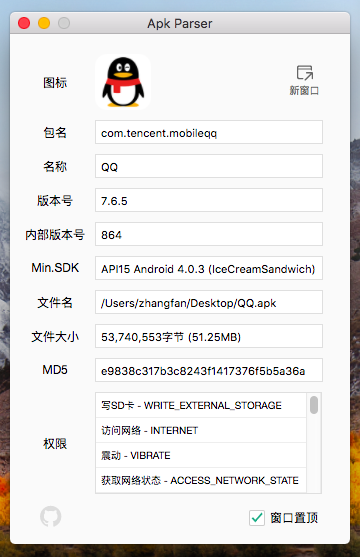 Apk Parser
图标
新窗口
包名 com.tencent.mobileqq
名称 QQ
版本号 7.6.5
内部版本号 864
Min.SDK API15 Android 4.0.3 (IceCreamSandwich)
文件名 /Users/zhangfan/Desktop/QQ.apk
文件大小 53,740,553字节 (51.25MB)
MD5 e9838c317b3c8243f1417376f5b5a36a
权限
写SD卡 - WRITE_EXTERNAL_STORAGE
访问网络 - INTERNET
震动 - VIBRATE
获取网络状态 - ACCESS_NETWORK_STATE
窗口置顶